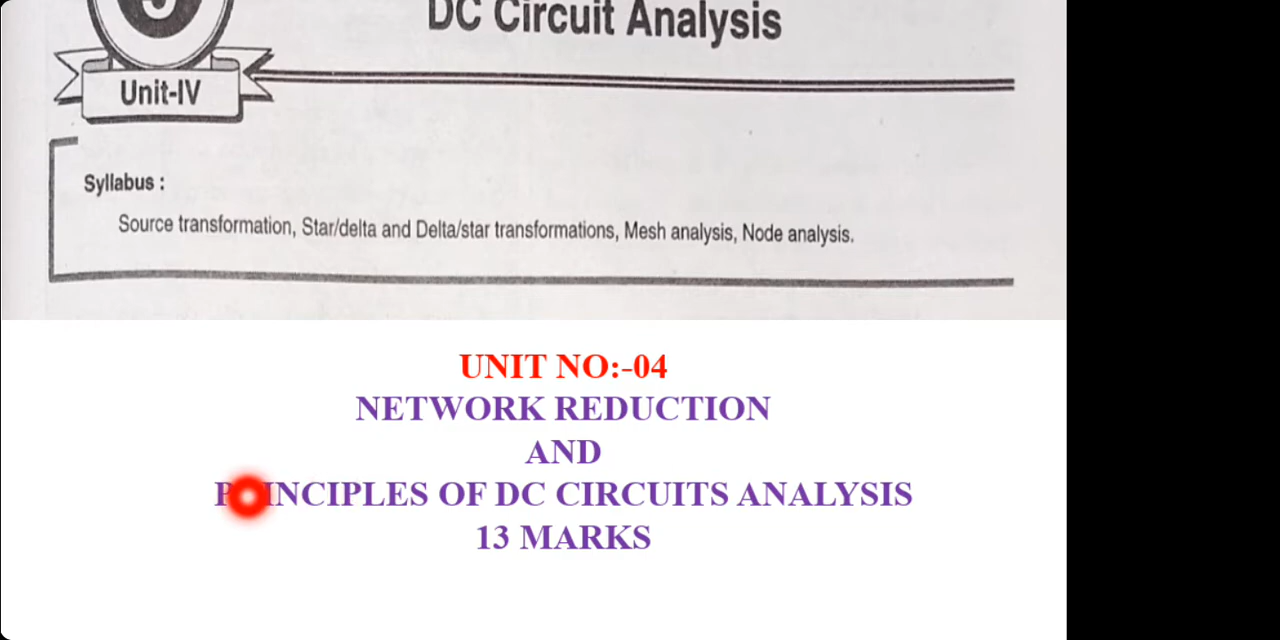 DC Circuit Analysis
Unit-IV
Syllabus :
Source transformation, Star/delta and Delta/star transformations, Mesh analysis, Node analysis.
UNIT NO:-04
NETWORK REDUCTION
AND
PRINCIPLES OF DC CIRCUITS ANALYSIS
13 MARKS